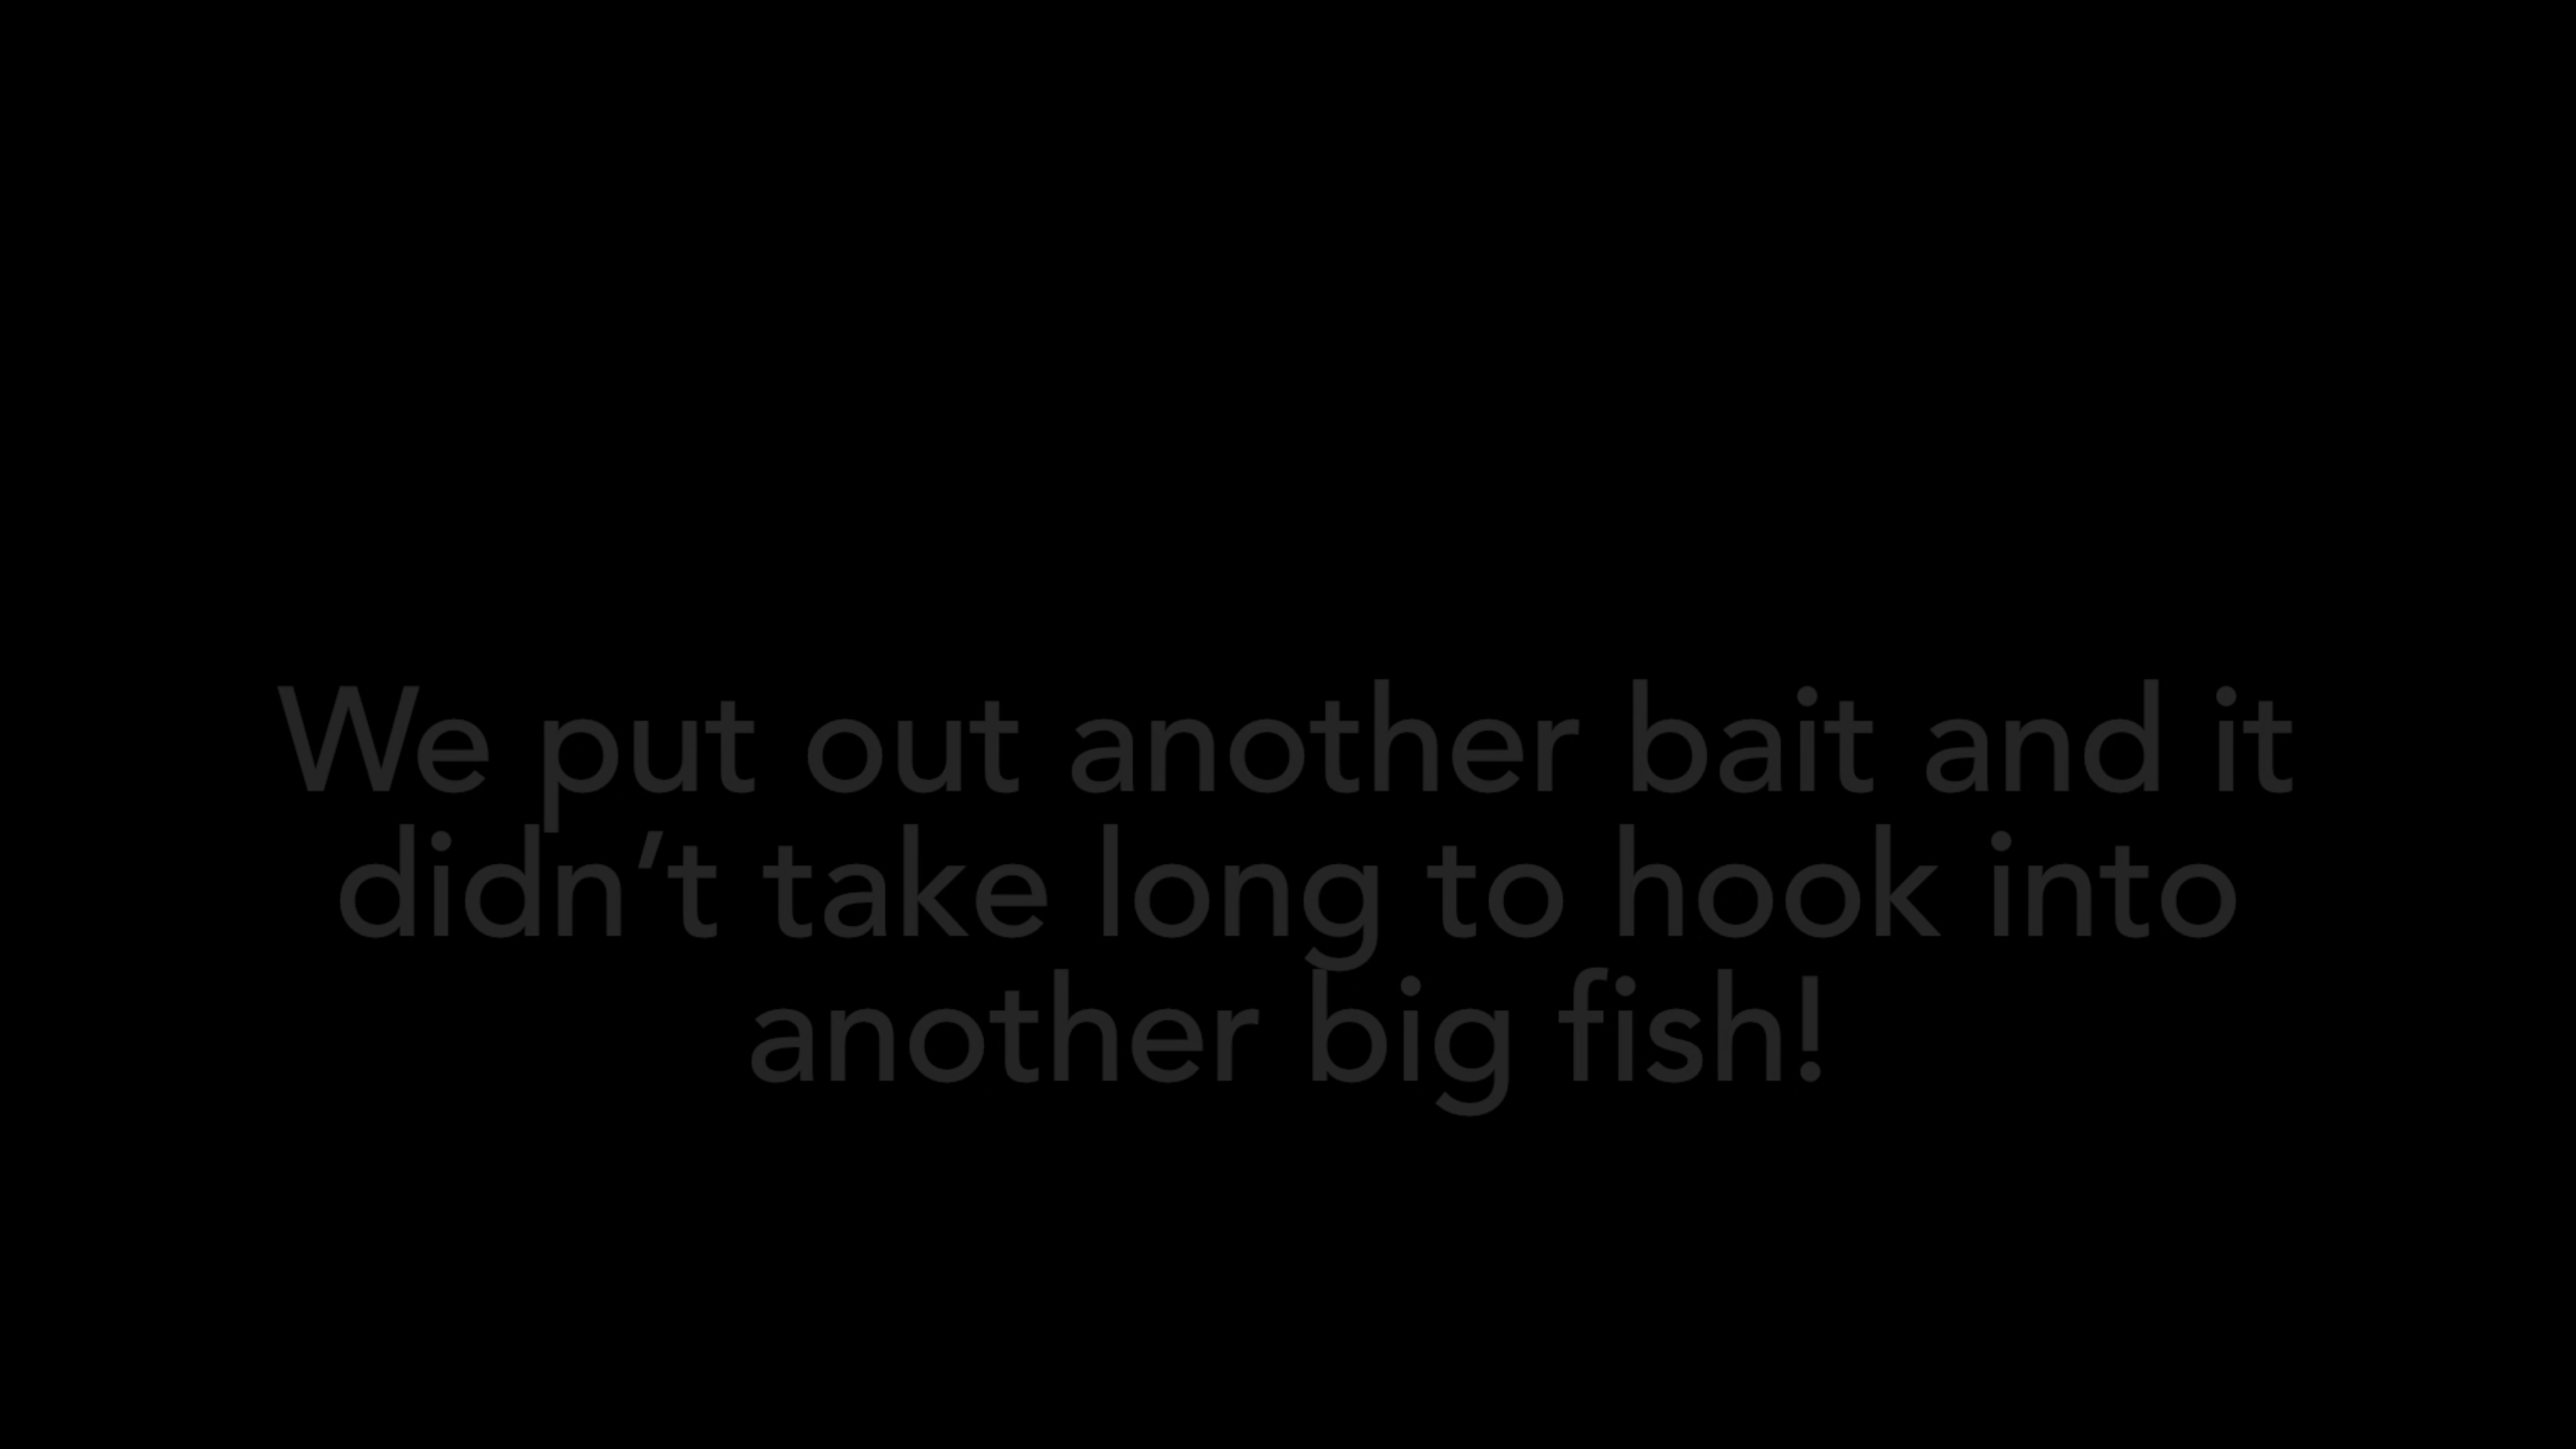 We put out another bait and it
didn’t take long to hook into
another big fish!